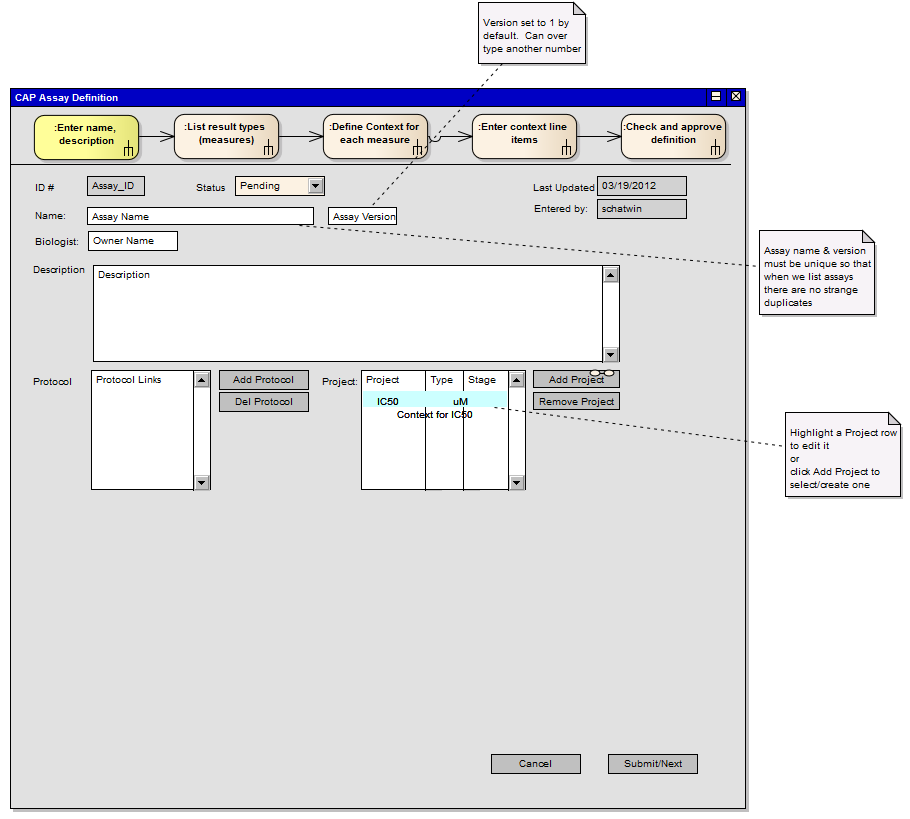 Version set to 1 by
default.  Can over
type another number
CAP Assay Definition
:Enter name,
description
:List result types
(measures)
:Define Context for
each measure
:Enter context line
items
:Check and approve
definition
ID #
Assay_ID
Status
Pending
Last Updated
03/19/2012
Name:
Assay Name
Assay Version
Entered by:
schatwin
Biologist:
Owner Name
Assay name & version
must be unique so that
when we list assays
there are no strange
duplicates
Description
Description
Protocol
Protocol Links
Add Protocol
Del Protocol
Project:
Project
Type
Stage
IC50
uM
Context for IC50
Add Project
Remove Project
Highlight a Project row
to edit it
or
click Add Project to
select/create one
Cancel
Submit/Next